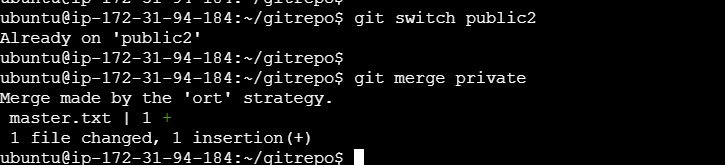 ubuntu@ip-172-31-94-184:~/gitrepo$ git switch public2
Already on 'public2'
ubuntu@ip-172-31-94-184:~/gitrepo$
ubuntu@ip-172-31-94-184:~/gitrepo$ git merge private
Merge made by the 'ort' strategy.
 master.txt | 1 +
 1 file changed, 1 insertion(+)
ubuntu@ip-172-31-94-184:~/gitrepo$